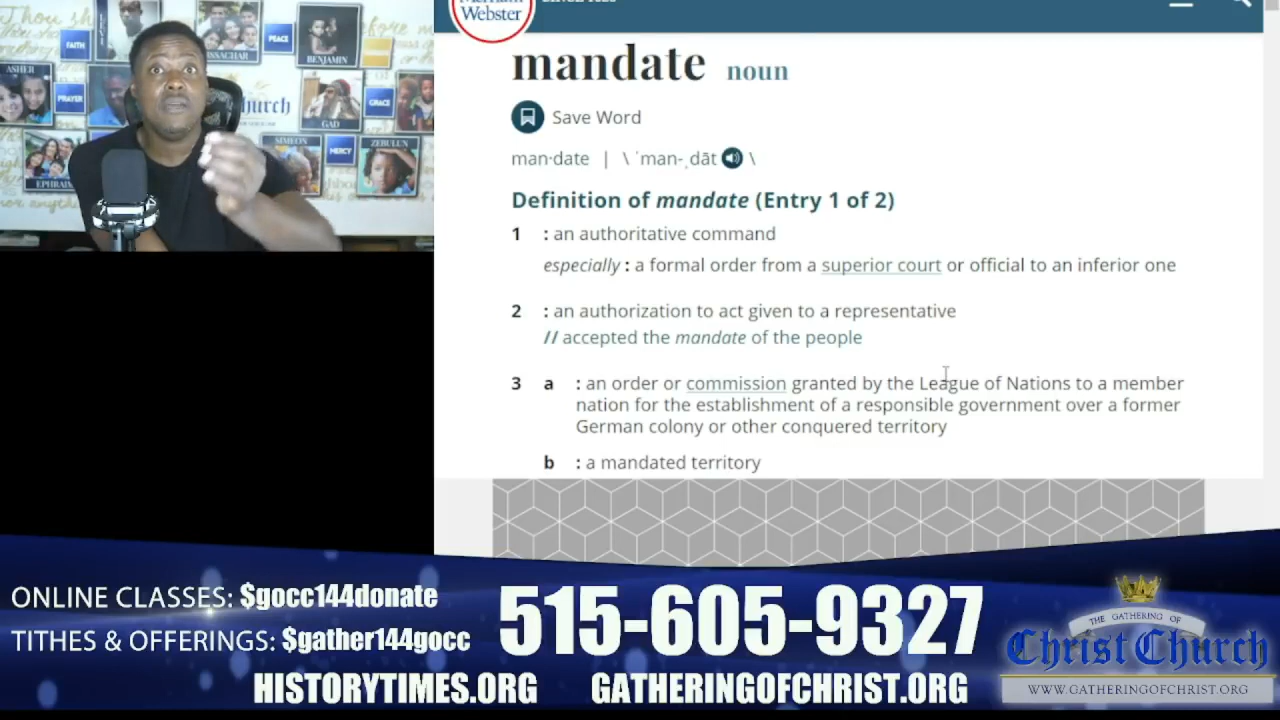 FAITH
PEACE
ISSACHAR
BENJAMIN
ASHER
PRAYER
GRACE
church
GAD
SIMEON
MERCY
ZEBULUN
EPHRAIM
Webster
mandate noun
Save Word
man·date | \ ˈman-ˌdāt \
Definition of mandate (Entry 1 of 2)
1 : an authoritative command
especially : a formal order from a superior court or official to an inferior one
2 : an authorization to act given to a representative
// accepted the mandate of the people
3 a : an order or commission granted by the League of Nations to a member
nation for the establishment of a responsible government over a former
German colony or other conquered territory
b : a mandated territory
ONLINE CLASSES: $gocc144donate
TITHES & OFFERINGS: $gather144gocc
515-605-9327
HISTORYTIMES.ORG GATHERINGOFCHRIST.ORG
THE GATHERING OF
Christ Church
WWW.GATHERINGOFCHRIST.ORG